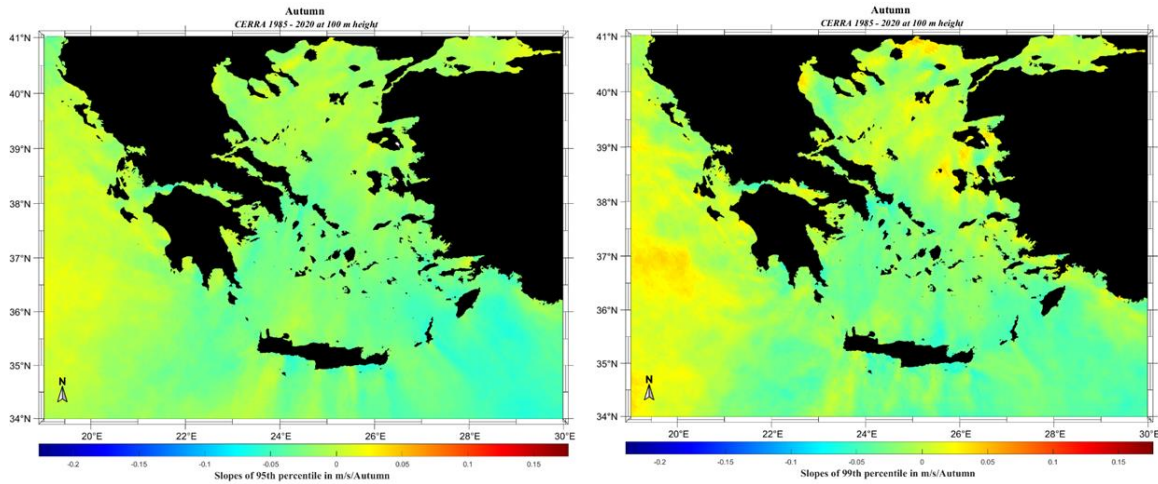 Autumn
CERRA 1985 - 2020 at 100 m height
41°N
40°N
39°N
38°N
37°N
36°N
35°N
34°N
N
20°E 22°E 24°E 26°E 28°E 30°E
-0.2 -0.15 -0.1 -0.05 0 0.05 0.1 0.15
Slopes of 95th percentile in m/s/Autumn
Autumn
CERRA 1985 - 2020 at 100 m height
41°N
40°N
39°N
38°N
37°N
36°N
35°N
34°N
N
20°E 22°E 24°E 26°E 28°E 30°E
-0.2 -0.15 -0.1 -0.05 0 0.05 0.1 0.15
Slopes of 99th percentile in m/s/Autumn